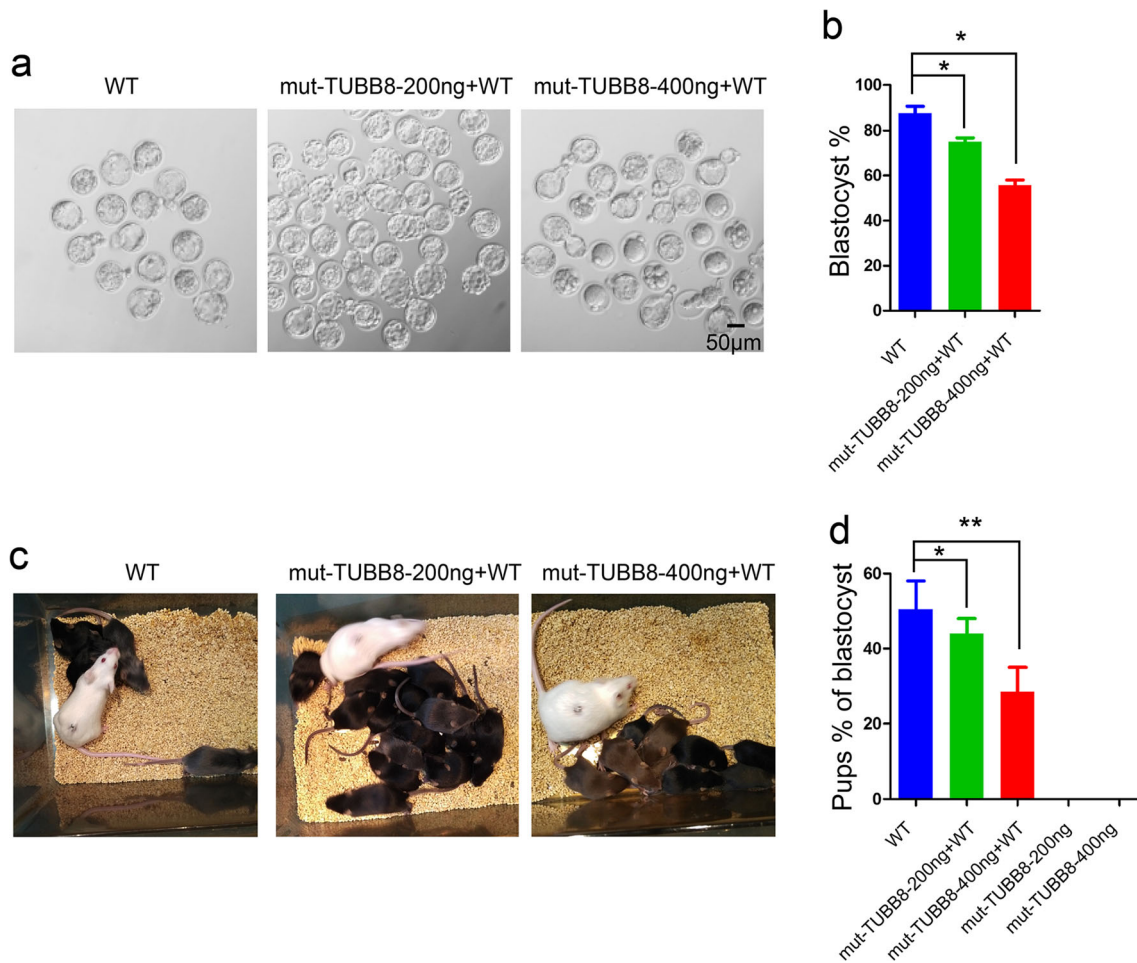 a
WT
mut-TUBB8-200ng+WT
mut-TUBB8-400ng+WT
50µm
b
*
*
Blastocyst %
100
80
60
40
20
0
WT
mut-TUBB8-200ng+WT
mut-TUBB8-400ng+WT
c
WT
mut-TUBB8-200ng+WT
mut-TUBB8-400ng+WT
d
**
*
Pups % of blastocyst
60
40
20
0
WT
mut-TUBB8-200ng+WT
mut-TUBB8-400ng+WT
mut-TUBB8-200ng
mut-TUBB8-400ng